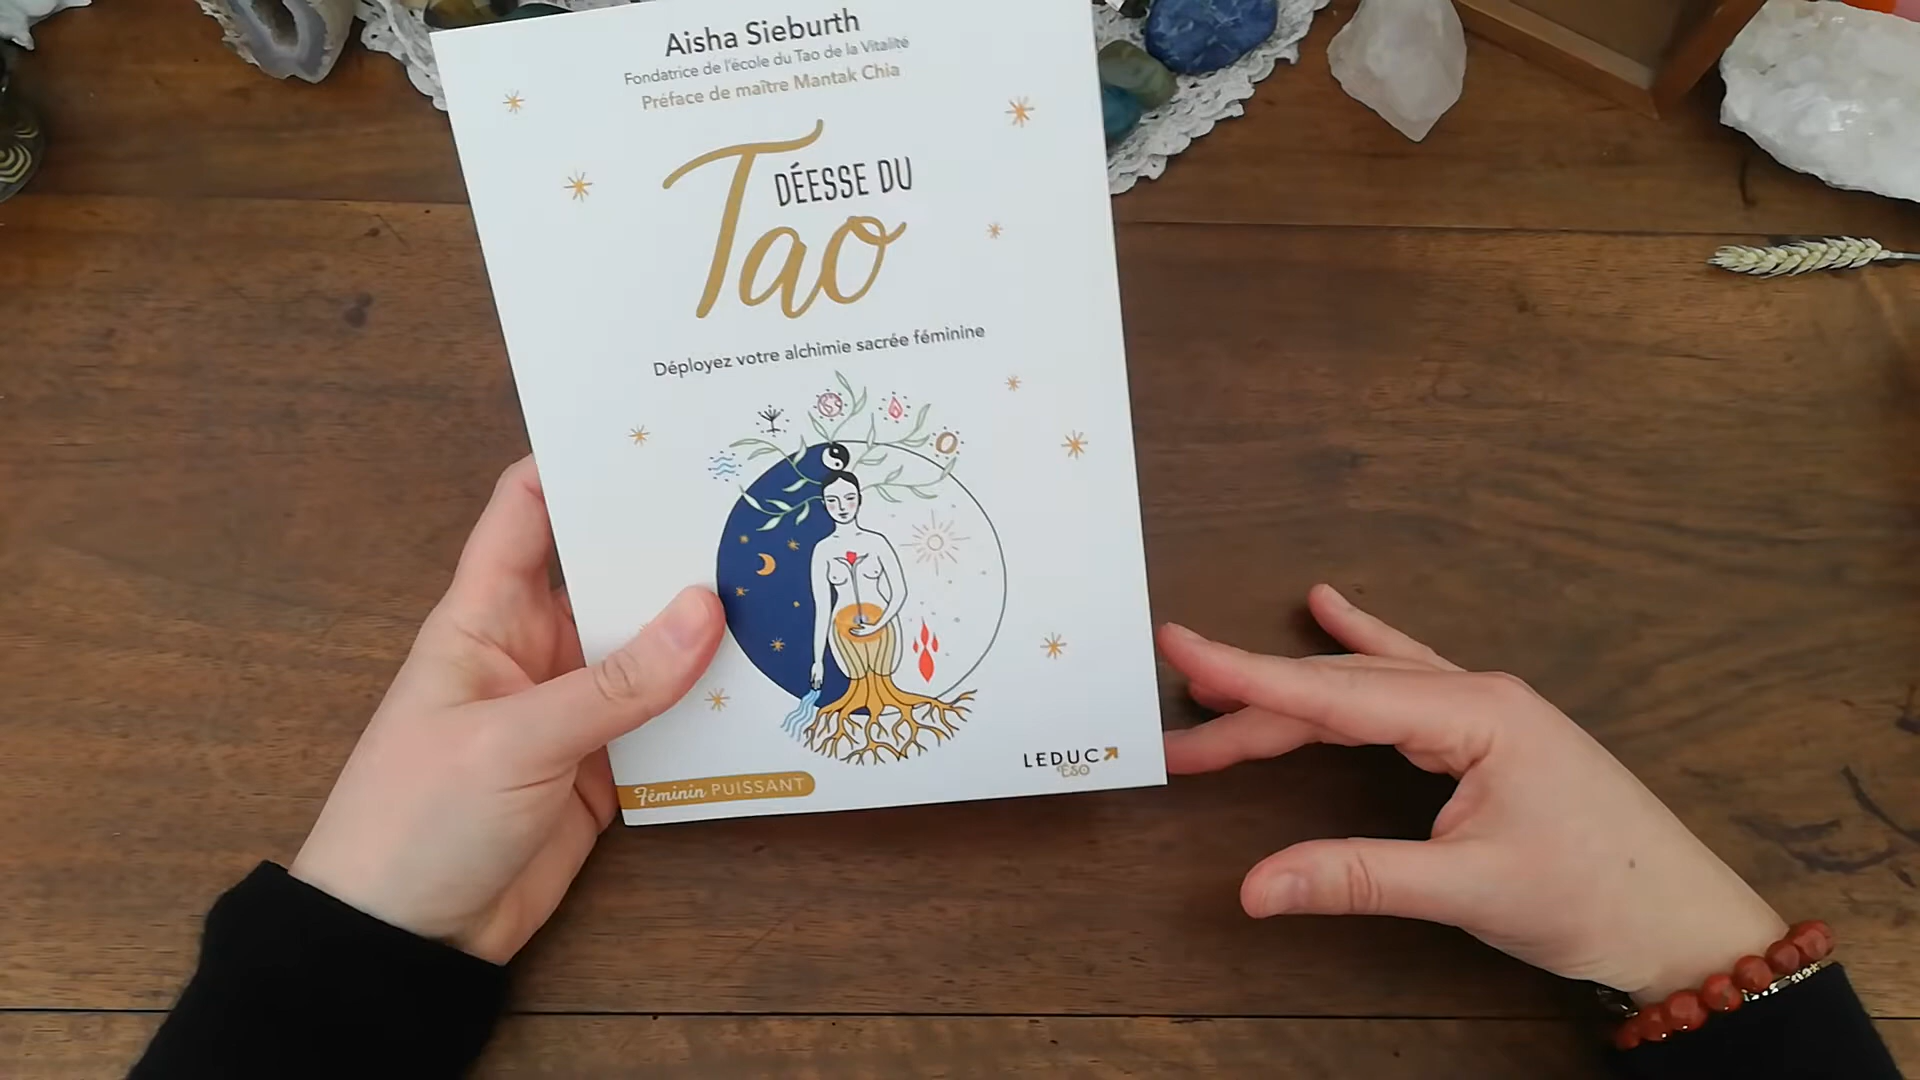 Aisha Sieburth
Fondatrice de l'école du Tao de la Vitalité
Préface de maître Mantak Chia
DÉESSE DU
Tao
Déployez votre alchimie sacrée féminine
Féminin PUISSANT
LEDUC
ÉSO